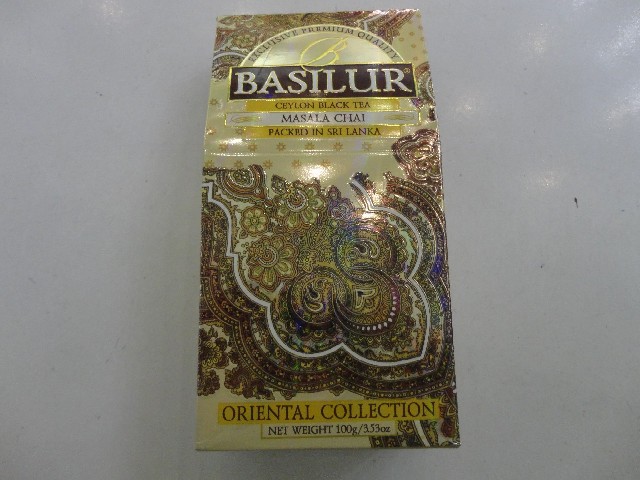 EXCLUSIVE PREMIUM QUALITY
B
BASILUR
CEYLON BLACK TEA
MASALA CHAI
PACKED IN SRI LANKA
ORIENTAL COLLECTION
NET WEIGHT 100g/3.53oz